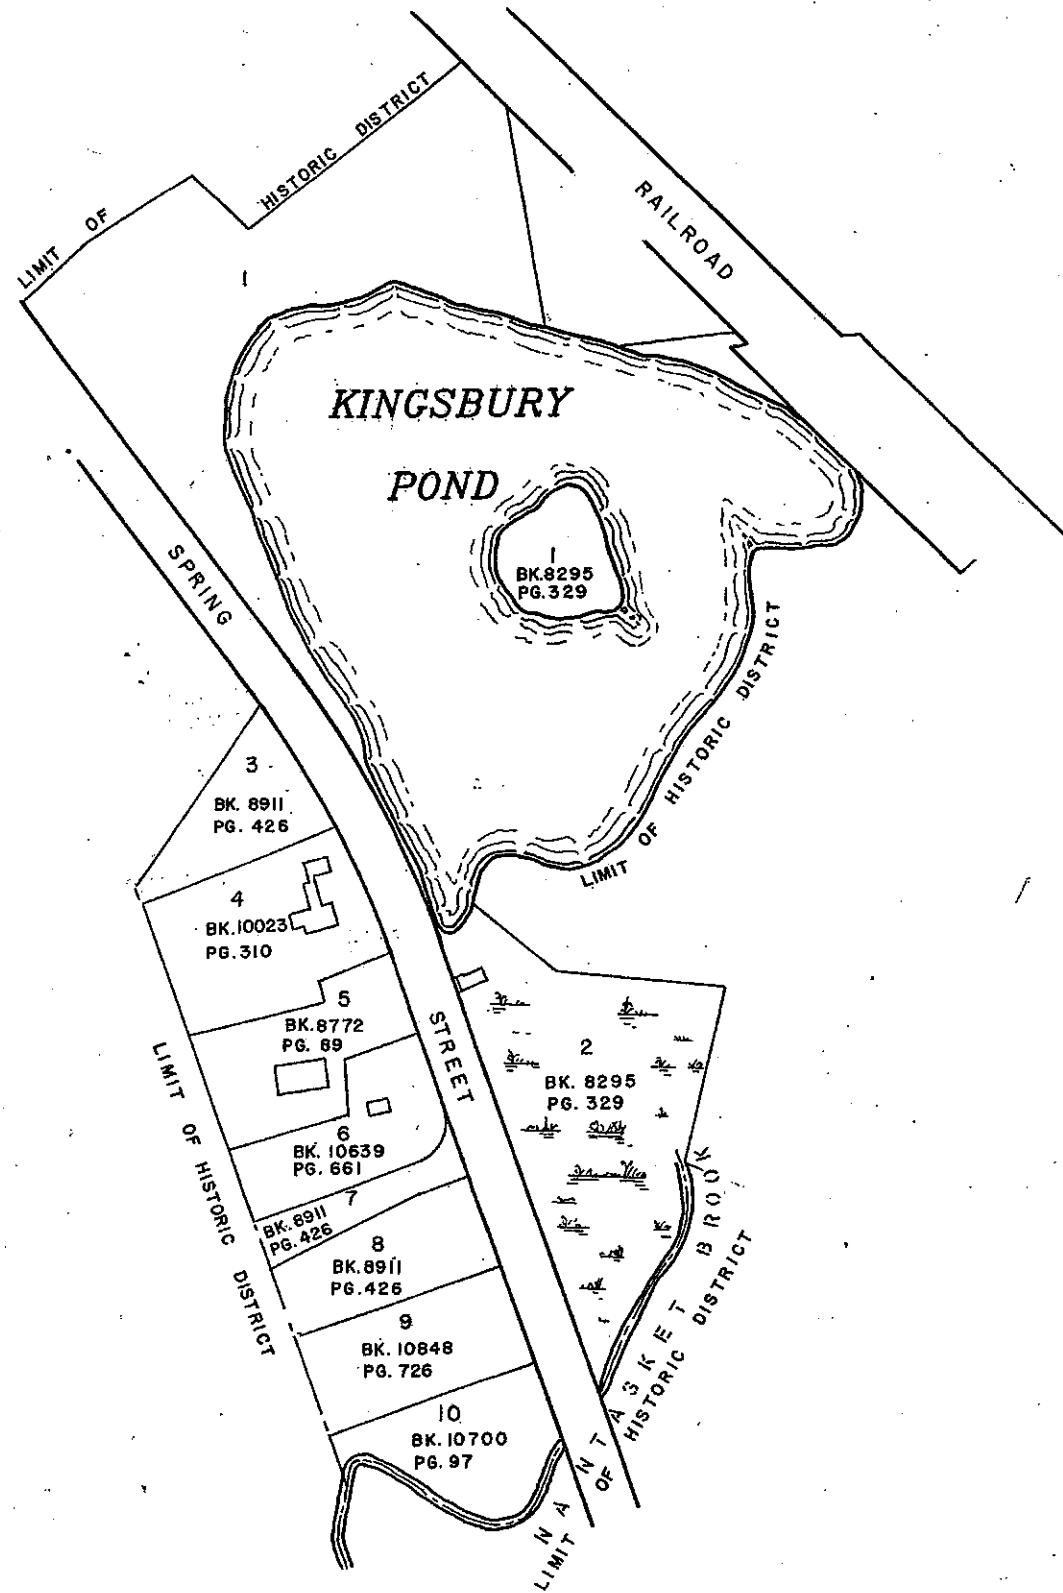 LIMIT OF HISTORIC DISTRICT
RAILROAD
1
KINGSBURY
POND
1
BK.8295
PG.329
SPRING
STREET
LIMIT OF HISTORIC DISTRICT
3
BK. 8911
PG. 426
4
BK.10023
PG.310
5
BK.8772
PG. 89
2
BK. 8295
PG. 329
6
BK. 10639
PG. 661
7
BK. 8911
PG. 426
8
BK.8911
PG.426
9
BK. 10848
PG. 726
10
BK. 10700
PG. 97
LIMIT OF HISTORIC DISTRICT
NANTASKET BROOK
LIMIT OF HISTORIC DISTRICT